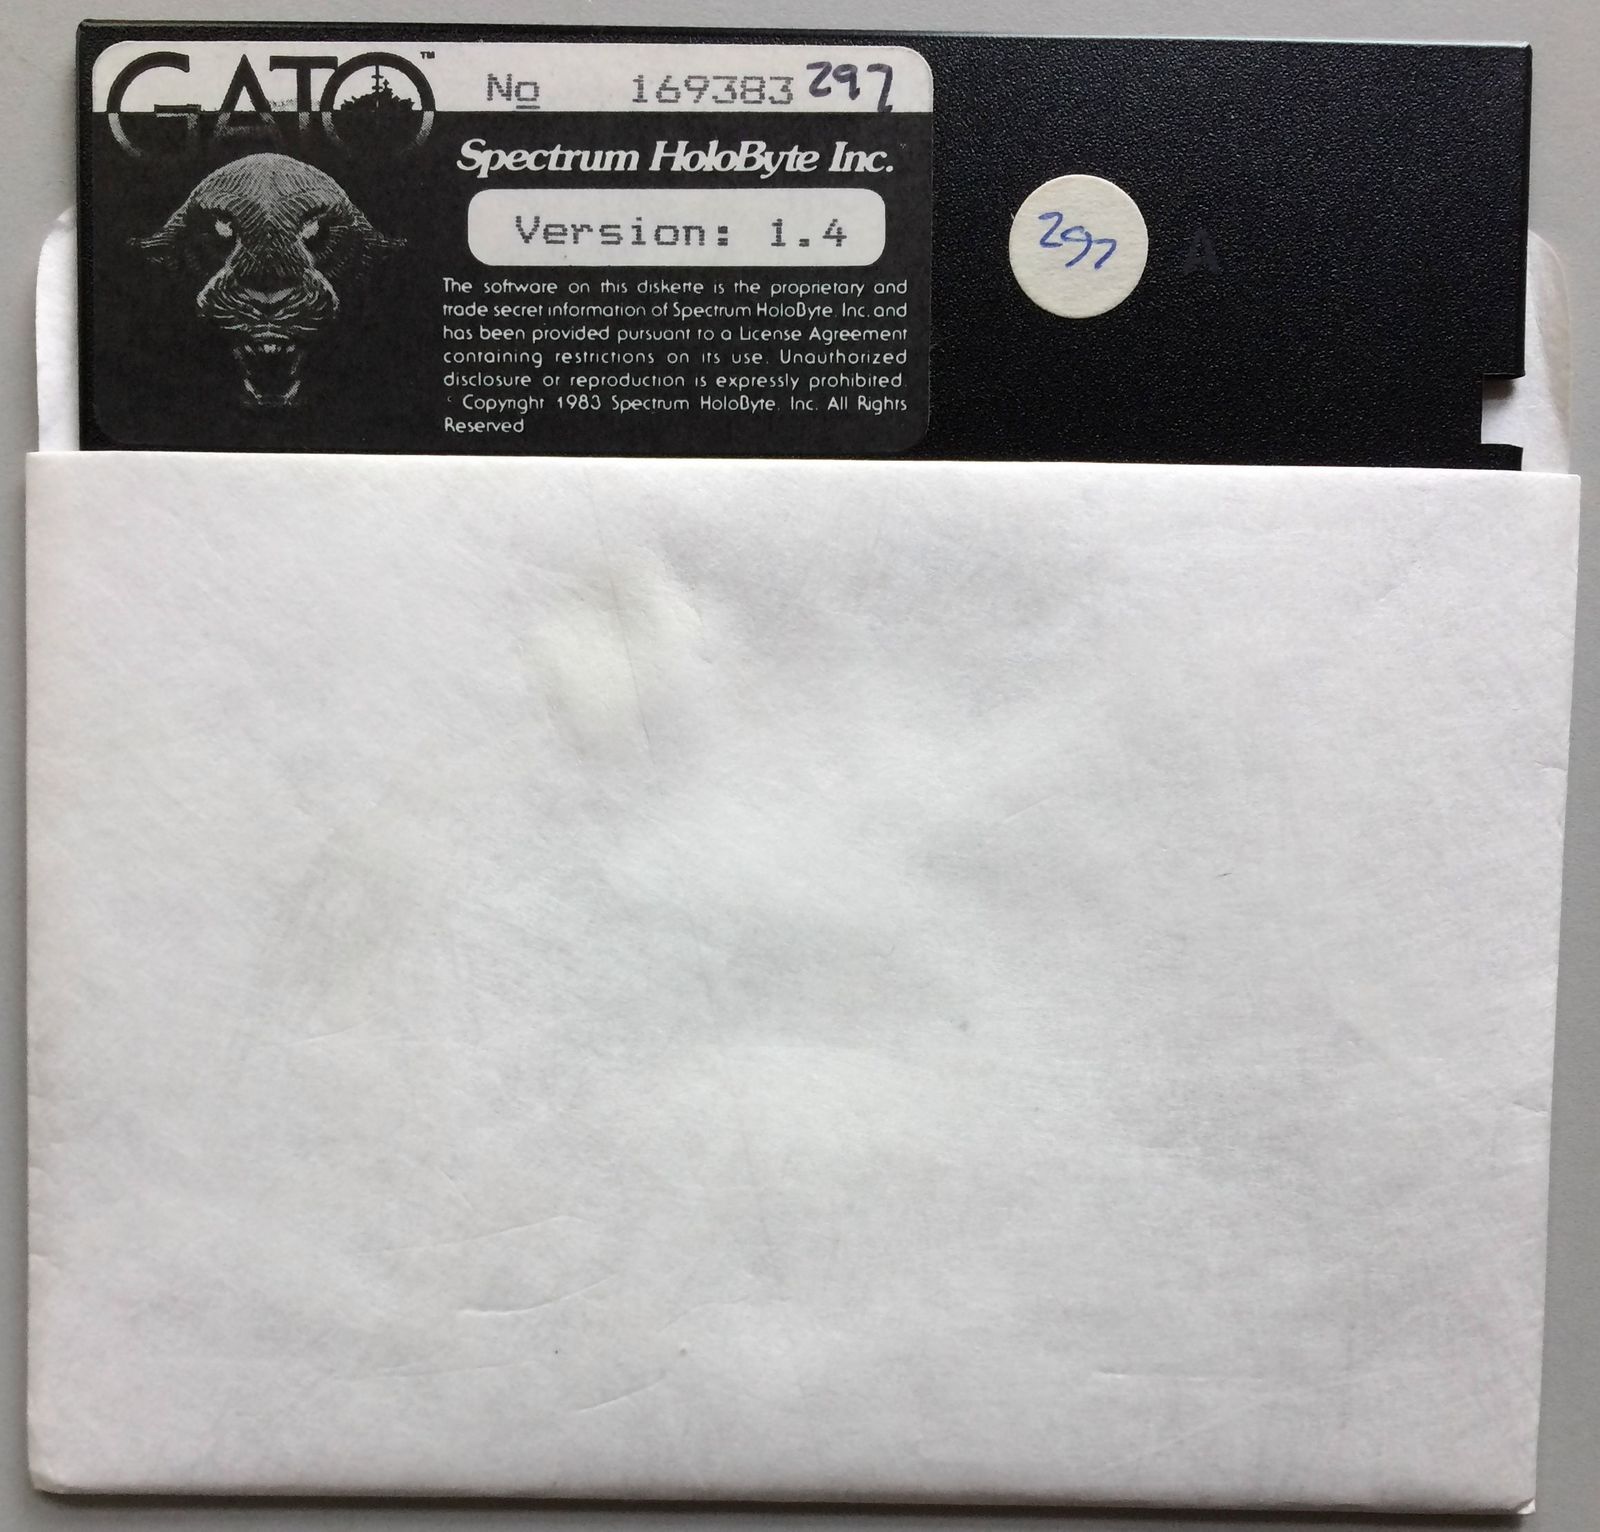 GATO™
No 169383 297
Spectrum HoloByte Inc.
Version: 1.4
The software on this diskette is the proprietary and
trade secret information of Spectrum HoloByte, Inc. and
has been provided pursuant to a License Agreement
containing restrictions on its use. Unauthorized
disclosure or reproduction is expressly prohibited.
© Copyright 1983 Spectrum HoloByte, Inc. All Rights
Reserved
297
A